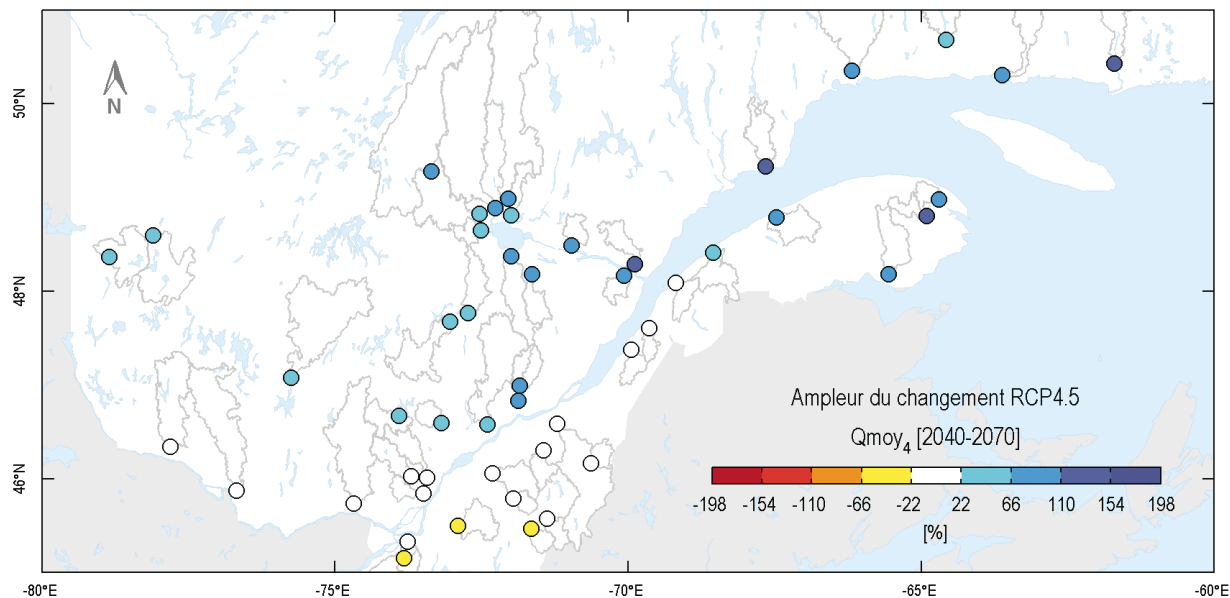 N
50°N
48°N
46°N
Ampleur du changement RCP4.5
Qmoy₄ [2040-2070]
-198 -154 -110 -66 -22 22 66 110 154 198
[%]
-80°E -75°E -70°E -65°E -60°E